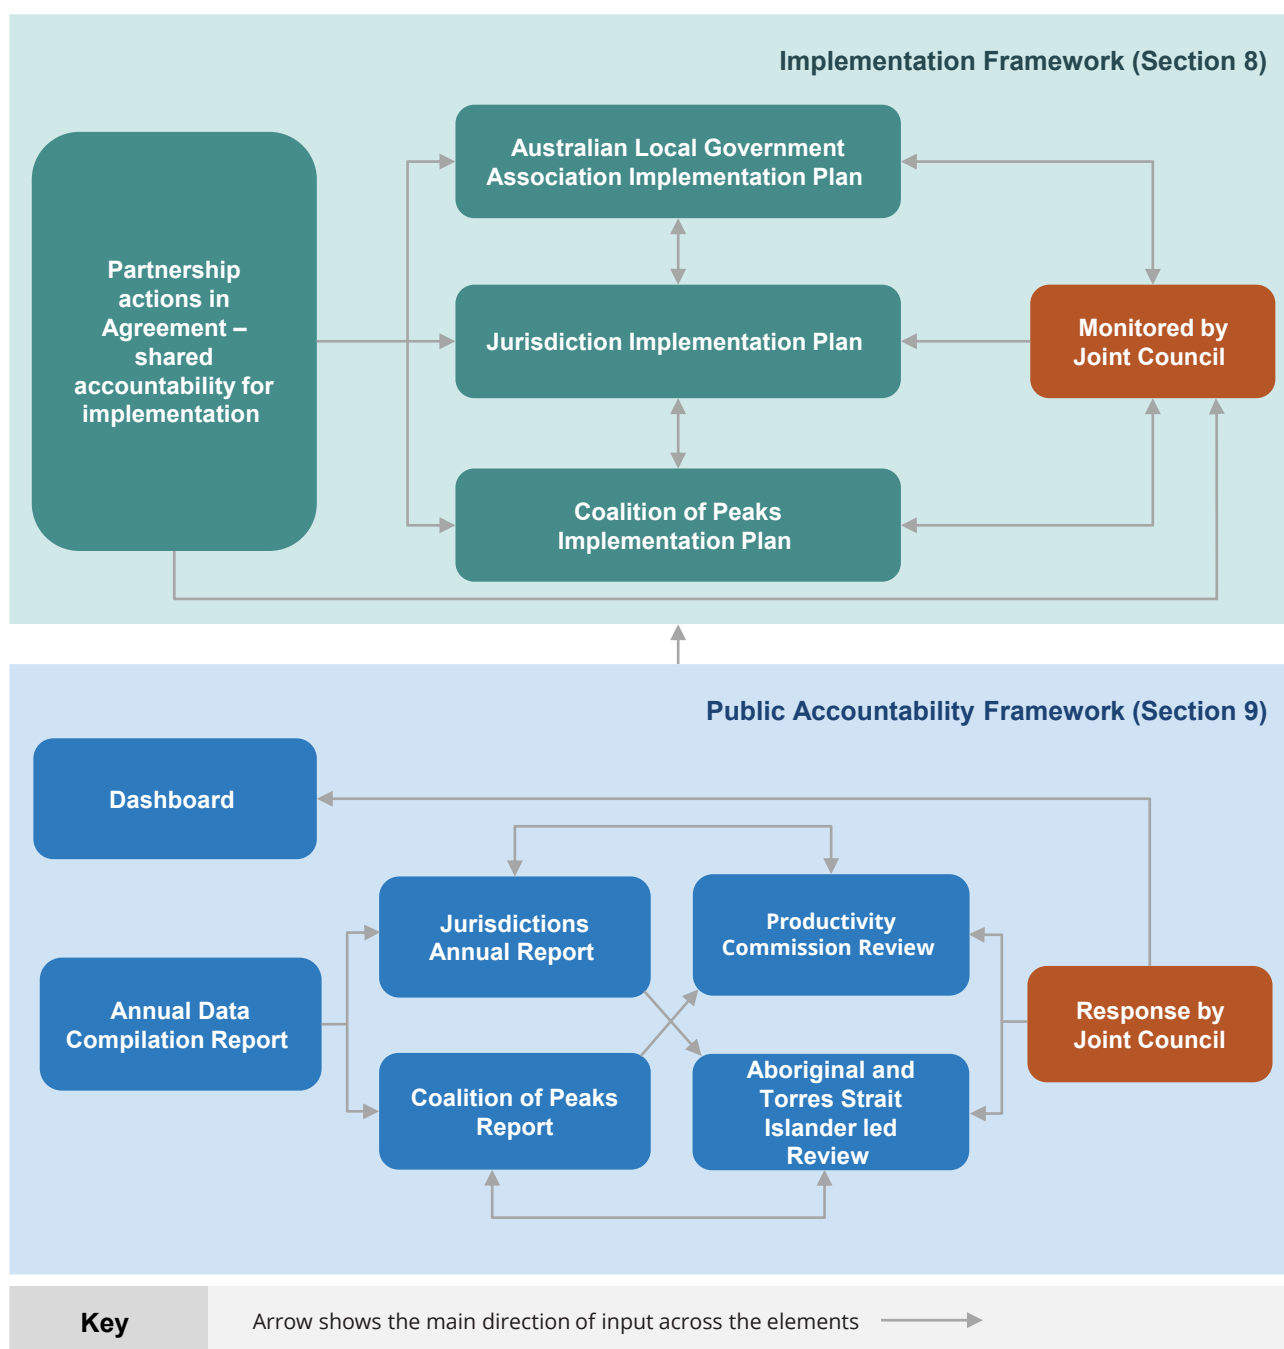 Implementation Framework (Section 8)
Partnership
actions in
Agreement –
shared
accountability for
implementation
Australian Local Government
Association Implementation Plan
Jurisdiction Implementation Plan
Coalition of Peaks
Implementation Plan
Monitored by
Joint Council
Public Accountability Framework (Section 9)
Dashboard
Annual Data
Compilation Report
Jurisdictions
Annual Report
Coalition of Peaks
Report
Productivity
Commission Review
Aboriginal and
Torres Strait
Islander led
Review
Response by
Joint Council
Key
Arrow shows the main direction of input across the elements